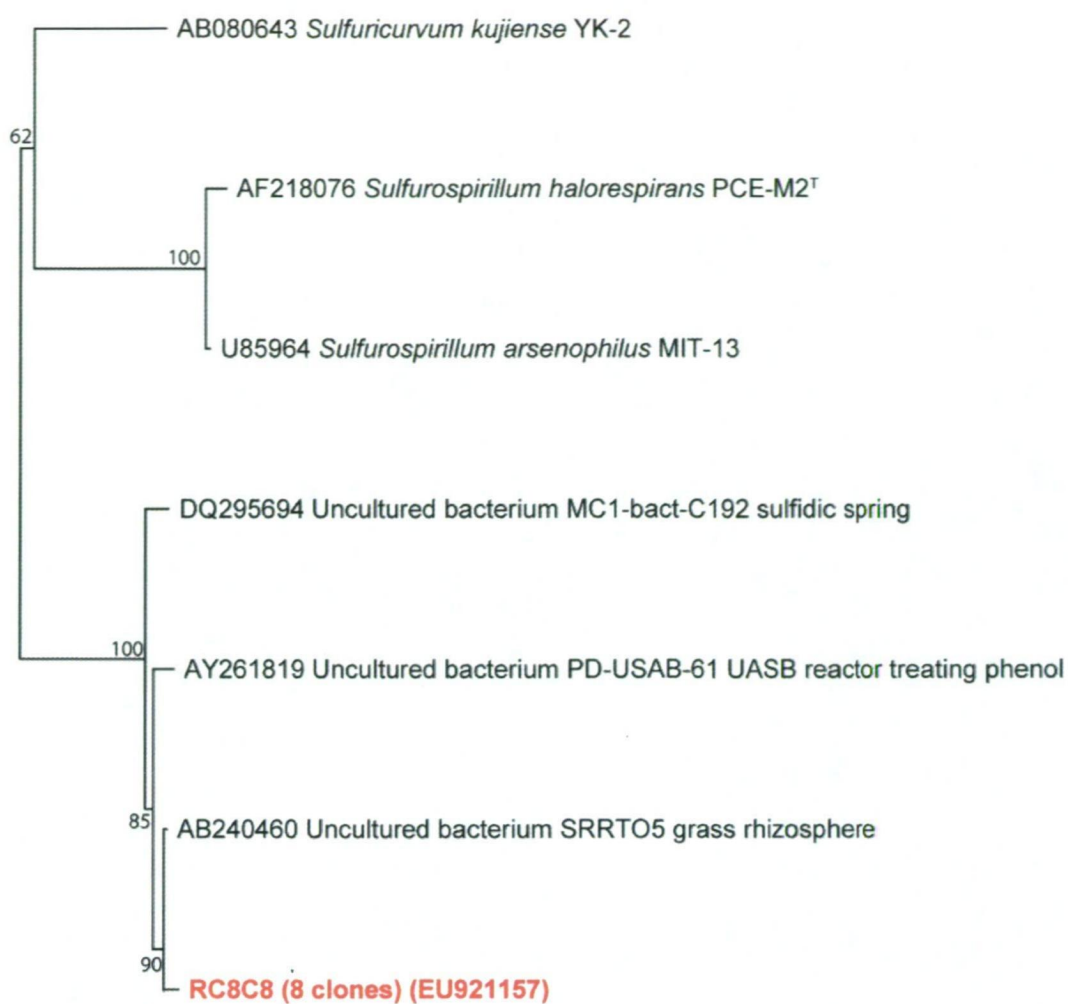 AB080643 Sulfuricurvum kujiense YK-2
62
AF218076 Sulfurospirillum halorespirans PCE-M2ᵀ
100
U85964 Sulfurospirillum arsenophilus MIT-13
DQ295694 Uncultured bacterium MC1-bact-C192 sulfidic spring
100
AY261819 Uncultured bacterium PD-USAB-61 UASB reactor treating phenol
85
AB240460 Uncultured bacterium SRRTO5 grass rhizosphere
90
RC8C8 (8 clones) (EU921157)